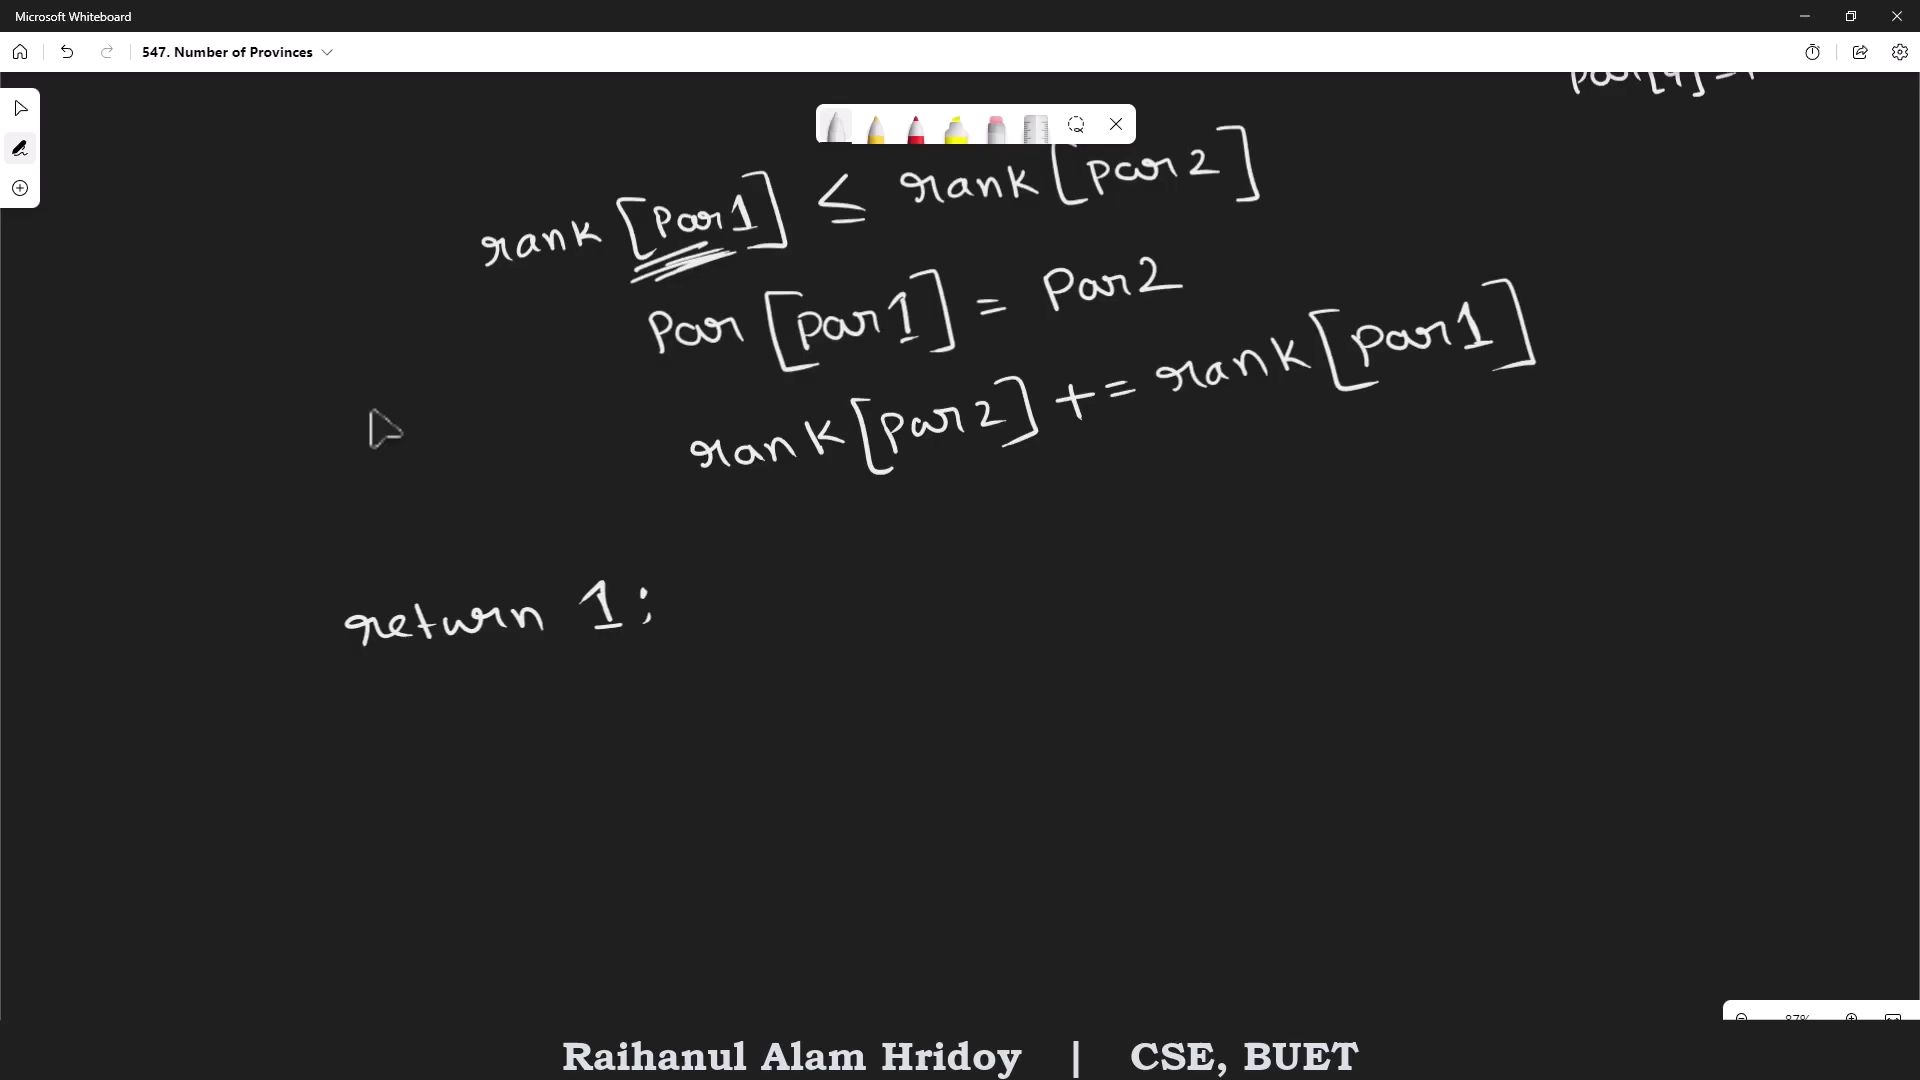 Microsoft Whiteboard
547. Number of Provinces
rank [Par1] ≤ rank [Par2]
Par [Par1] = Par2
rank [Par2] += rank [Par1]
return 1;
87%
Raihanul Alam Hridoy | CSE, BUET